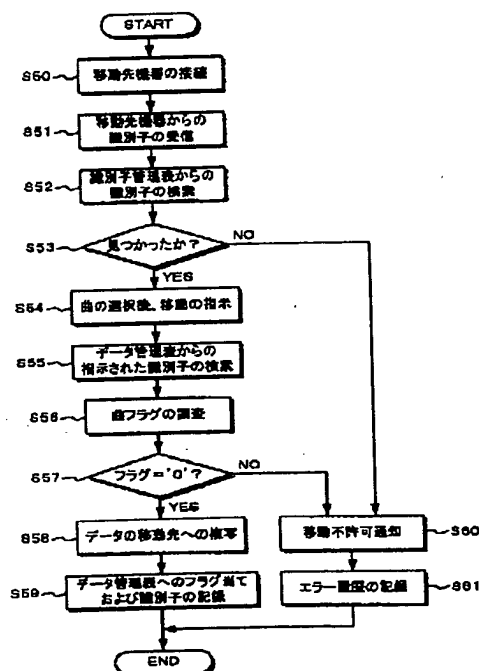 START
S50
移動先機器の接続
S51
移動先機器からの
識別子の受信
S52
識別子管理表からの
識別子の検索
S53
見つかったか?
NO
YES
S54
曲の選択後、移動の指示
S55
データ管理表からの
指示された識別子の検索
S56
曲フラグの調査
S57
フラグ='0'?
NO
YES
S58
データの移動先への複写
移動不許可通知
S60
S59
データ管理表へのフラグ当て
および識別子の記録
エラー履歴の記録
S61
END